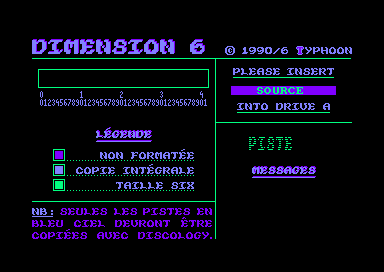 DIMENSION 6
© 1990/6 TYPHOON
PLEASE INSERT
SOURCE
INTO DRIVE A
0 1 2 3 4
012345678901234567890123456789012345678901
PISTE
LÉGENDE
MESSAGES
NON FORMATÉE
COPIE INTÉGRALE
TAILLE SIX
NB: SEULES LES PISTES EN
BLEU CIEL DEVRONT ÊTRE
COPIÉES AVEC DISCOLOGY.